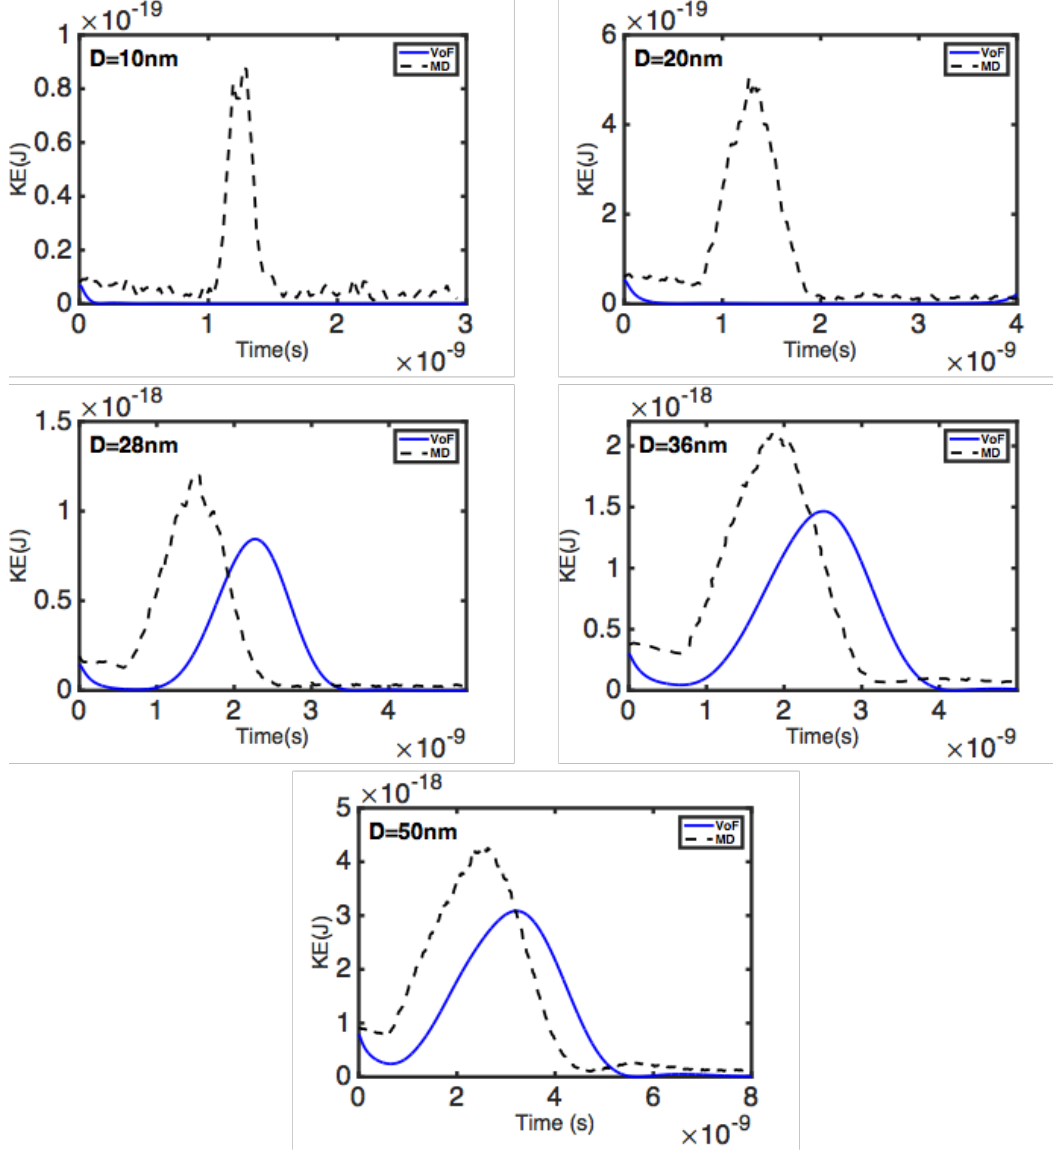 ×10-19
1
0.8
0.6
0.4
0.2
0
KE(J)
D=10nm
VoF
MD
0 1 2 3
Time(s)
×10-9
×10-19
6
4
2
0
KE(J)
D=20nm
VoF
MD
0 1 2 3 4
Time(s)
×10-9
×10-18
1.5
1
0.5
0
KE(J)
D=28nm
VoF
MD
0 1 2 3 4
Time(s)
×10-9
×10-18
2
1.5
1
0.5
0
KE(J)
D=36nm
VoF
MD
0 1 2 3 4
Time(s)
×10-9
×10-18
5
4
3
2
1
0
KE(J)
D=50nm
VoF
MD
0 2 4 6 8
Time (s)
×10-9